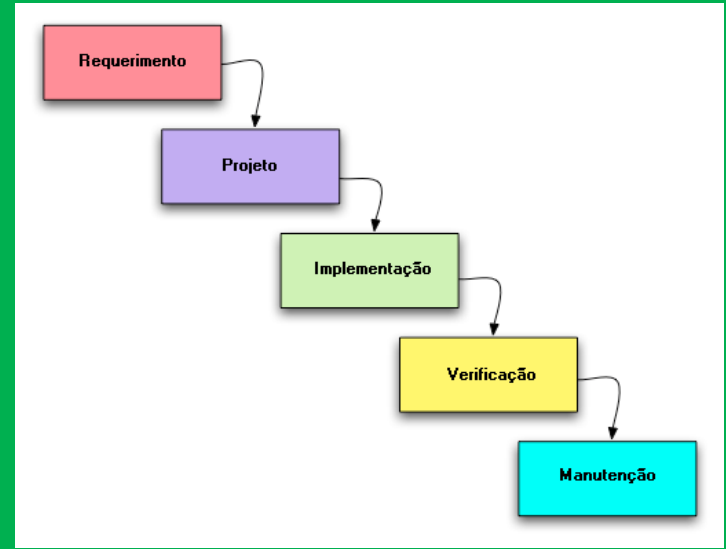 Requerimento
Projeto
Implementação
Verificação
Manutenção